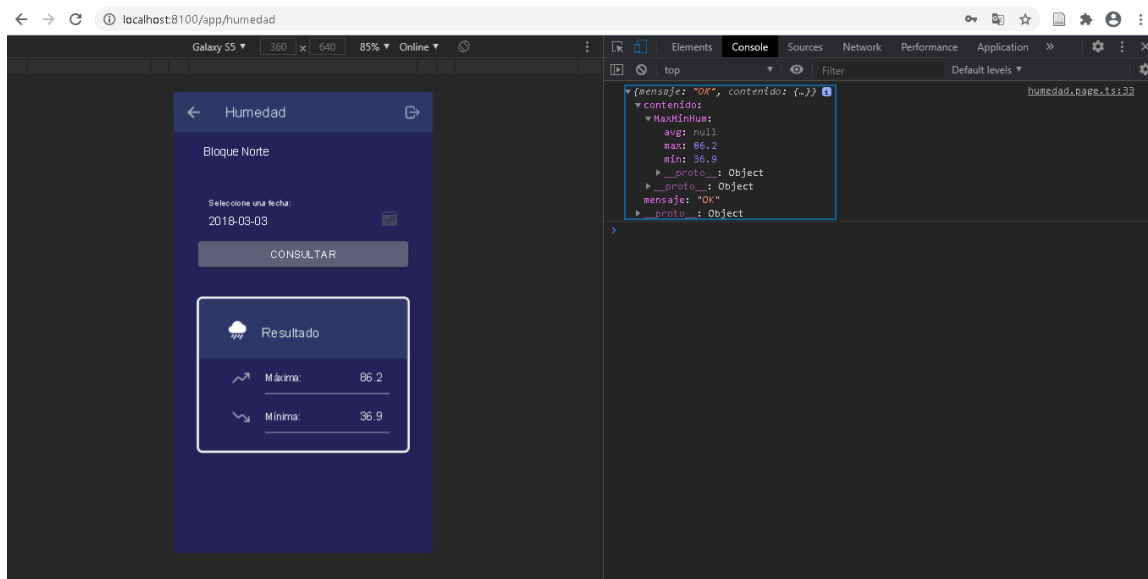 localhost:8100/app/humedad
Galaxy S5 ▼ 360 x 640 85% ▼ Online ▼
Elements Console Sources Network Performance Application »
top ▼ Filter Default levels ▼
Humedad
Bloque Norte
Seleccione una fecha:
2018-03-03
CONSULTAR
Resultado
Máxima: 86.2
Mínima: 36.9
▼{mensaje: "OK", contenido: {…}} i humedad.page.ts:33
▼contenido:
▼MaxMinHum:
avg: null
max: 86.2
min: 36.9
▶__proto__: Object
▶__proto__: Object
mensaje: "OK"
▶__proto__: Object
>